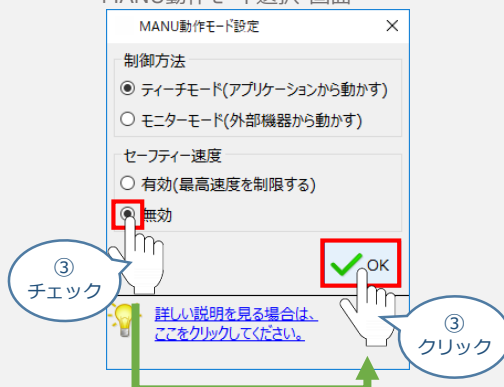 MANU動作モード選択 画面
MANU動作モード設定
制御方法
ティーチモード(アプリケーションから動かす)
モニターモード(外部機器から動かす)
セーフティー速度
有効(最高速度を制限する)
無効
③
チェック
OK
詳しい説明を見る場合は、
ここをクリックしてください。
③
クリック